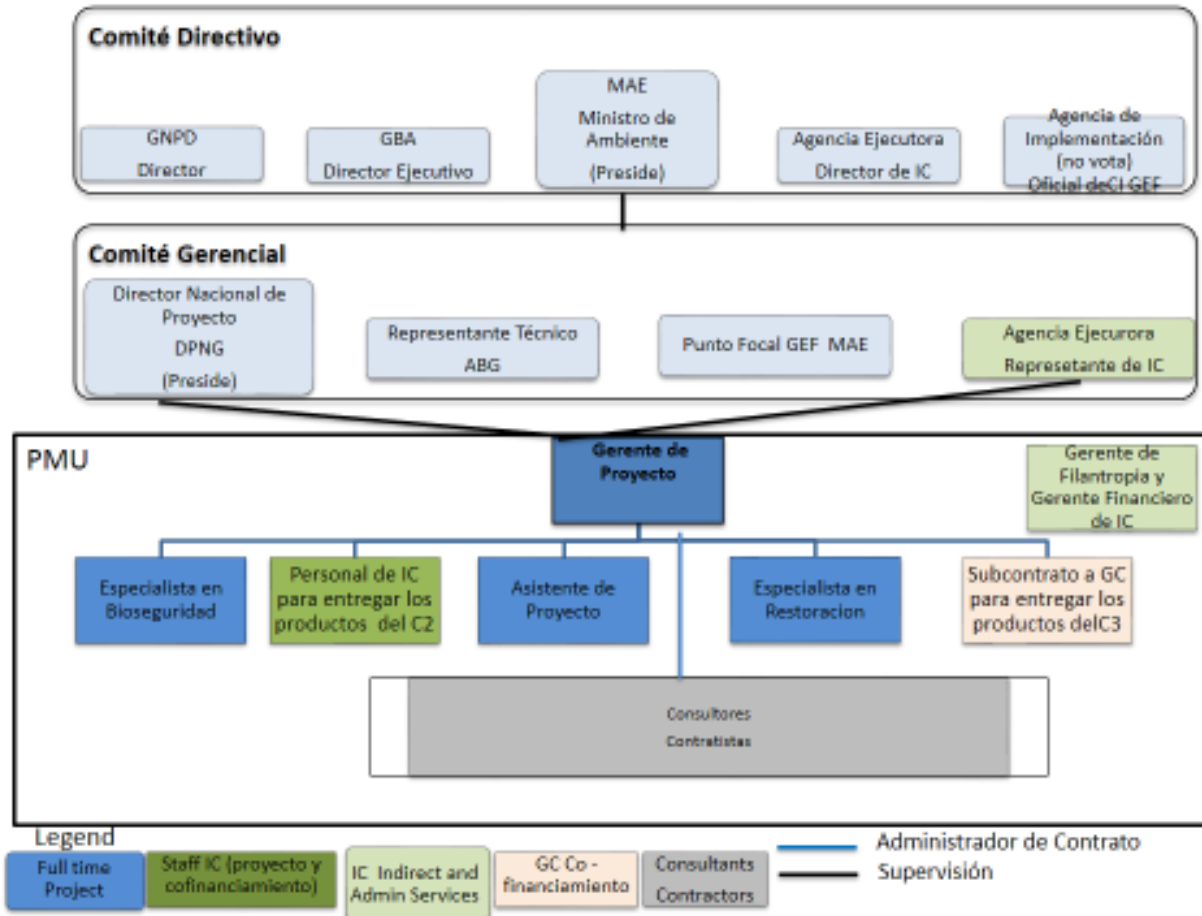 Comité Directivo
GNPD
Director
GBA
Director Ejecutivo
MAE
Ministro de
Ambiente
(Preside)
Agencia Ejecutora
Director de IC
Agencia de
Implementación
(no vota)
Oficial deCI GEF
Comité Gerencial
Director Nacional de
Proyecto
DPNG
(Preside)
Representante Técnico
ABG
Punto Focal GEF MAE
Agencia Ejecurora
Represetante de IC
PMU
Gerente de
Proyecto
Gerente de
Filantropia y
Gerente Financiero
de IC
Especialista en
Bioseguridad
Personal de IC
para entregar los
productos del C2
Asistente de
Proyecto
Especialista en
Restoracion
Subcontrato a GC
para entregar los
productos delC3
Consultores
Contratistas
Legend
Full time
Project
Staff IC (proyecto y
cofinanciamiento)
IC Indirect and
Admin Services
GC Co -
financiamiento
Consultants
Contractors
Administrador de Contrato
Supervisión